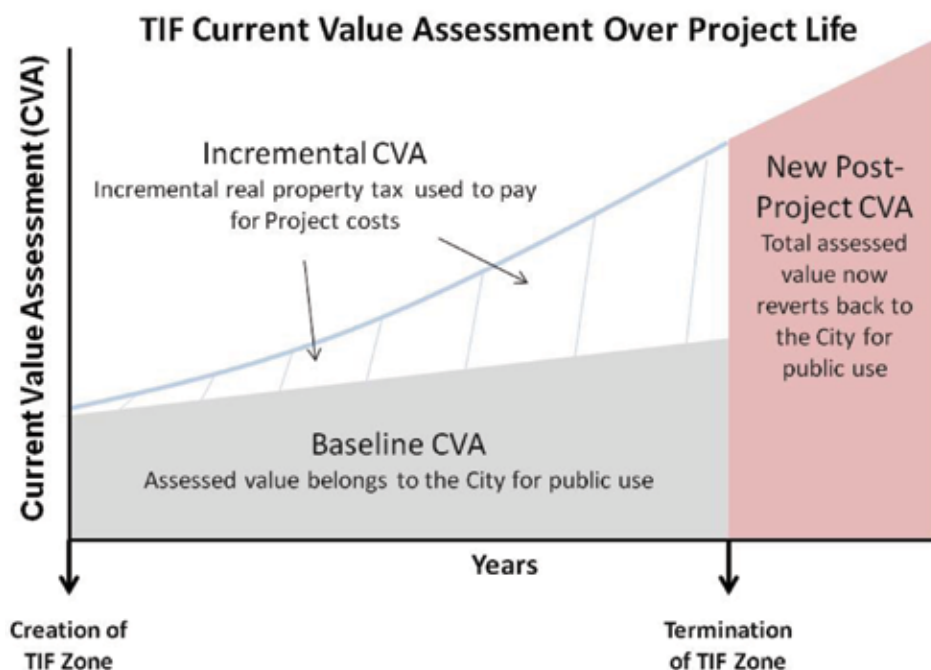 TIF Current Value Assessment Over Project Life
Current Value Assessment (CVA)
Incremental CVA
Incremental real property tax used to pay
for Project costs
New Post-
Project CVA
Total assessed
value now
reverts back to
the City for
public use
Baseline CVA
Assessed value belongs to the City for public use
Years
Creation of
TIF Zone
Termination
of TIF Zone